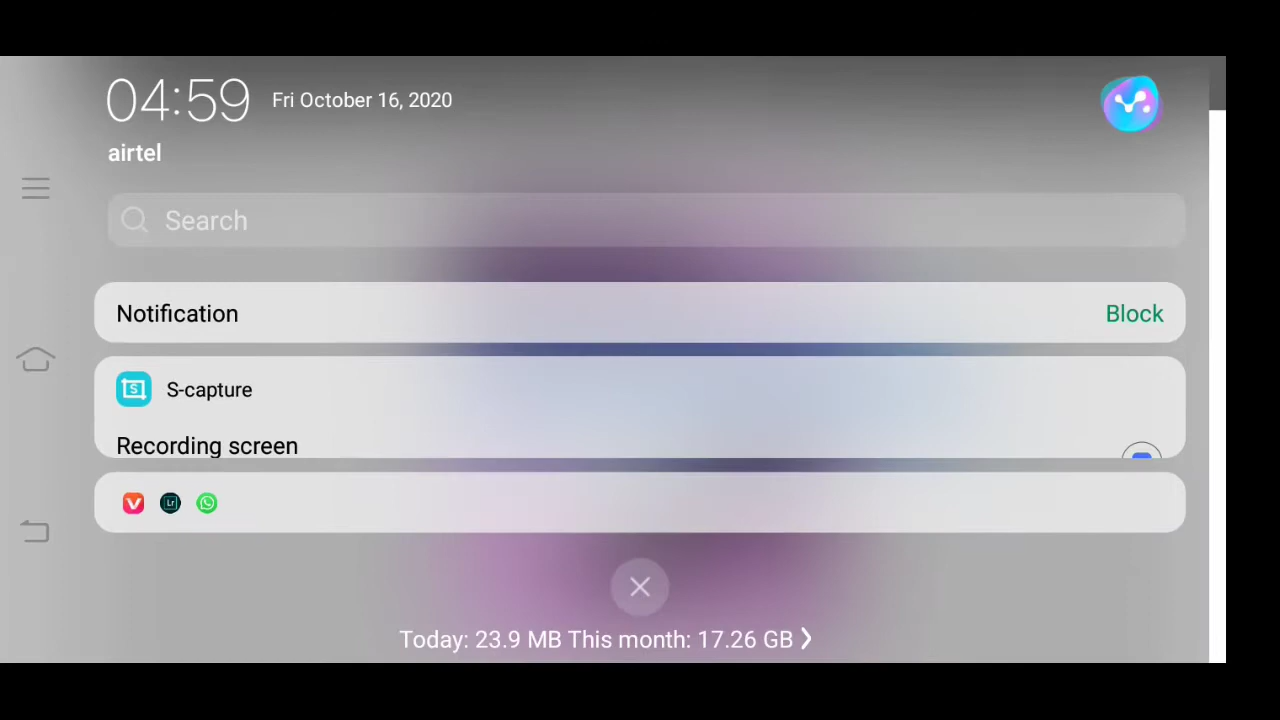 04:59 Fri October 16, 2020
airtel
Search
Notification Block
S S-capture
Recording screen
Lr
Today: 23.9 MB This month: 17.26 GB